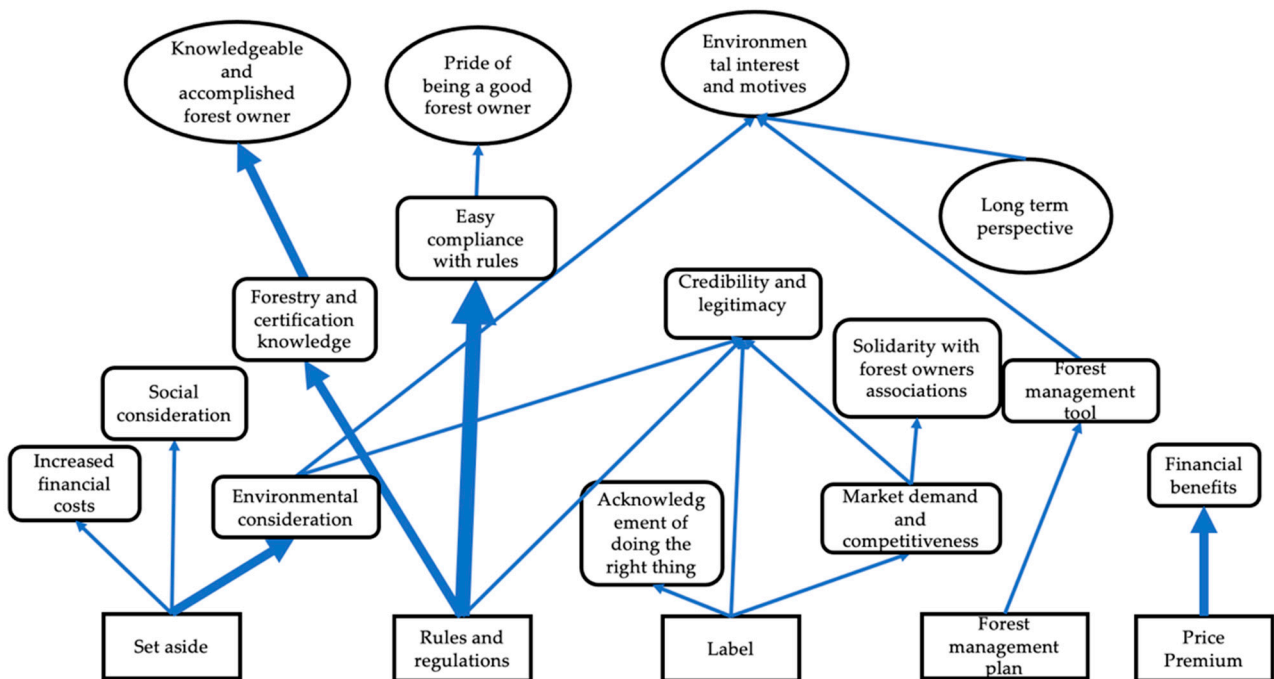 Knowledgeable
and
accomplished
forest owner
Pride of
being a good
forest owner
Environmen
tal interest
and motives
Long term
perspective
Easy
compliance
with rules
Forestry and
certification
knowledge
Credibility and
legitimacy
Solidarity with
forest owners
associations
Forest
management
tool
Social
consideration
Increased
financial
costs
Environmental
consideration
Acknowledg
ement of
doing the
right thing
Market demand
and
competitiveness
Financial
benefits
Set aside
Rules and
regulations
Label
Forest
management
plan
Price
Premium